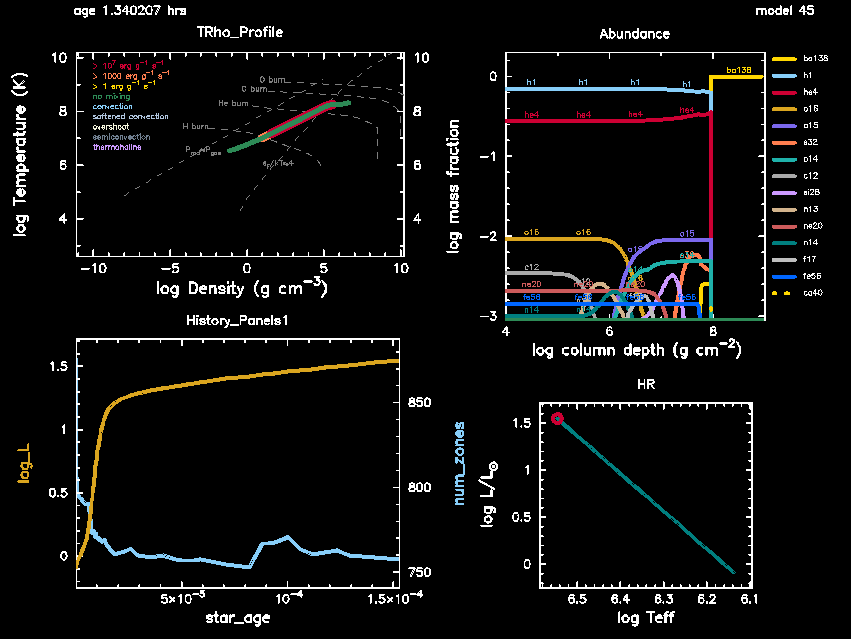 age 1.340207 hrs
model 45
TRho_Profile
10
8
6
4
log Temperature (K)
> 10⁷ erg g⁻¹ s⁻¹
> 1000 erg g⁻¹ s⁻¹
> 1 erg g⁻¹ s⁻¹
no mixing
convection
softened convection
overshoot
semiconvection
thermohaline
O burn
C burn
He burn
H burn
10
8
6
4
−10
−5
0
5
10
log Density (g cm⁻³)
Abundance
0
−1
−2
−3
log mass fraction
ba138
h1
h1
h1
h1
he4
he4
he4
he4
o16
o16
o15
c12
ne20
fe56
fe56
n14
4
6
8
log column depth (g cm⁻²)
ba138
h1
he4
o16
o15
s32
o14
c12
si28
n13
ne20
n14
f17
fe56
ca40
History_Panels1
1.5
1
0.5
0
log_L
850
800
750
num_zones
5×10⁻⁵
10⁻⁴
1.5×10⁻⁴
star_age
HR
1.5
1
0.5
0
log L/L☉
6.5
6.4
6.3
6.2
6.1
log Teff